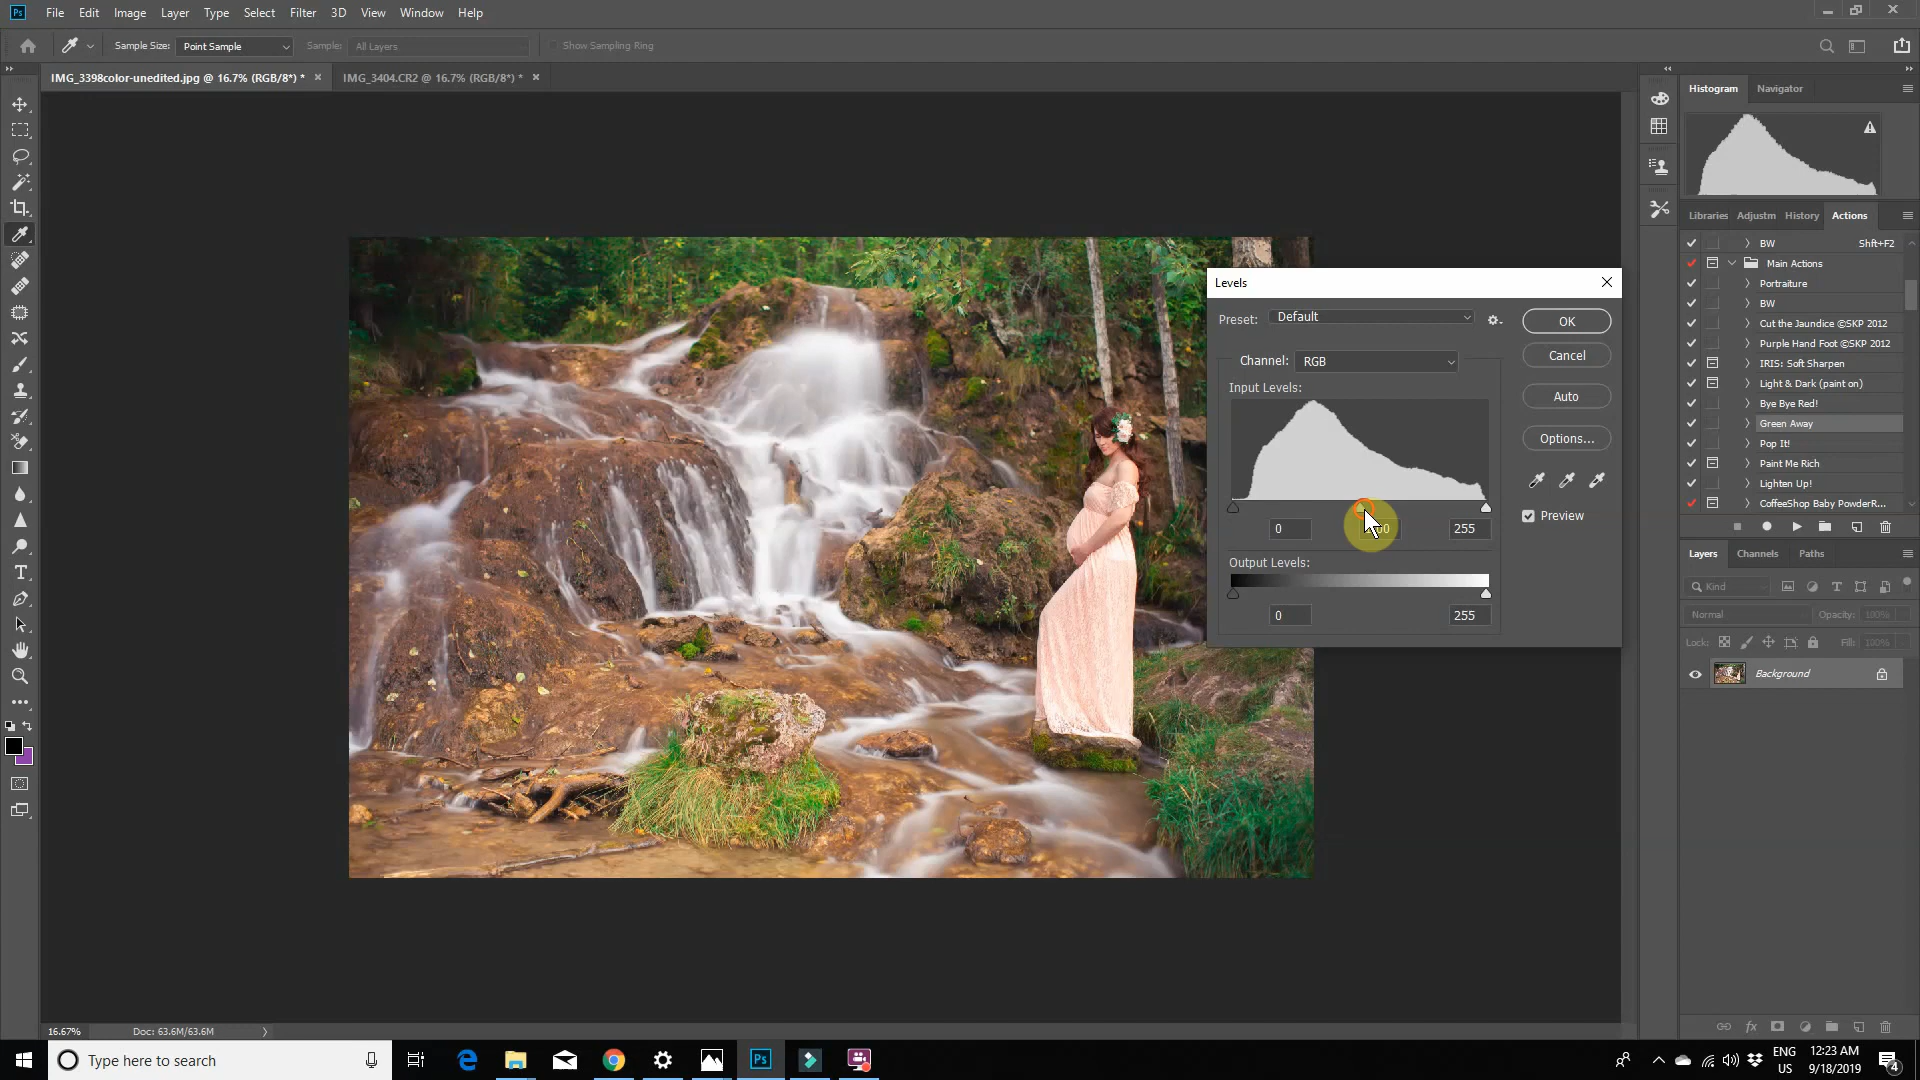 Ps File Edit Image Layer Type Select Filter 3D View Window Help
Sample Size: Point Sample Sample: All Layers Show Sampling Ring
IMG_3398color-unedited.jpg @ 16.7% (RGB/8*) * IMG_3404.CR2 @ 16.7% (RGB/8*) *
Histogram Navigator
Libraries Adjustm History Actions
BW Shft+F2
Main Actions
Portraiture
BW
Cut the Jaundice ©SKP 2012
Purple Hand Foot ©SKP 2012
IRIS: Soft Sharpen
Light & Dark (paint on)
Bye Bye Red!
Green Away
Pop It!
Paint Me Rich
Lighten Up!
CoffeeShop Baby PowderR...
Levels
Preset: Default
OK
Channel: RGB
Cancel
Input Levels:
Auto
Options...
Preview
0 255
Output Levels:
0 255
Layers Channels Paths
Kind
Normal Opacity: 100%
Lock: Fill: 100%
Background
16.67% Doc: 63.6M/63.6M
Type here to search
Ps
ENG
US
12:23 AM
9/18/2019
4